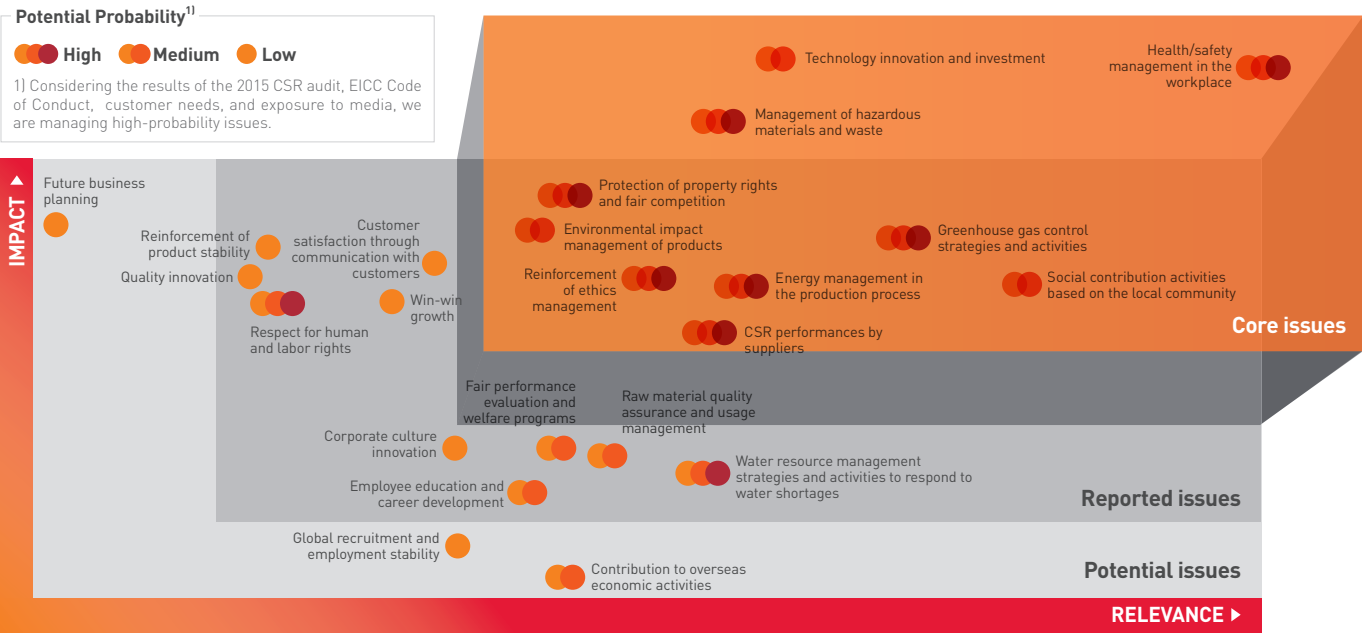 Potential Probability1)
High Medium Low
1) Considering the results of the 2015 CSR audit, EICC Code
of Conduct, customer needs, and exposure to media, we
are managing high-probability issues.
Technology innovation and investment
Health/safety
management in the
workplace
Management of hazardous
materials and waste
IMPACT
Future business
planning
Reinforcement of
product stability
Quality innovation
Respect for human
and labor rights
Customer
satisfaction through
communication with
customers
Win-win
growth
Protection of property rights
and fair competition
Environmental impact
management of products
Reinforcement
of ethics
management
Energy management in
the production process
CSR performances by
suppliers
Greenhouse gas control
strategies and activities
Social contribution activities
based on the local community
Core issues
Fair performance
evaluation and
welfare programs
Raw material quality
assurance and usage
management
Corporate culture
innovation
Employee education and
career development
Water resource management
strategies and activities to respond to
water shortages
Reported issues
Global recruitment and
employment stability
Contribution to overseas
economic activities
Potential issues
RELEVANCE